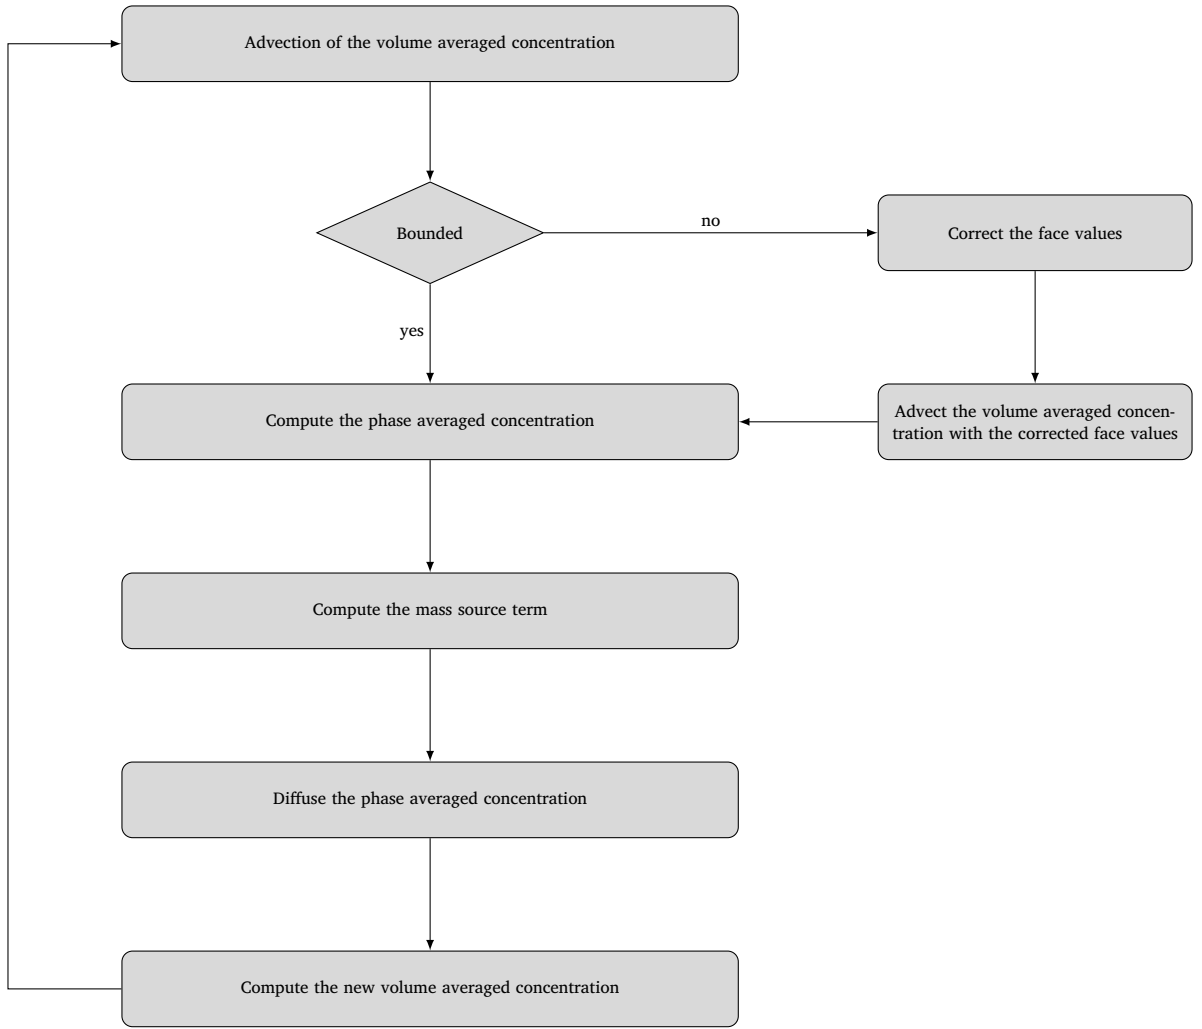 Advection of the volume averaged concentration
Bounded
no
Correct the face values
yes
Compute the phase averaged concentration
Advect the volume averaged concen-
tration with the corrected face values
Compute the mass source term
Diffuse the phase averaged concentration
Compute the new volume averaged concentration